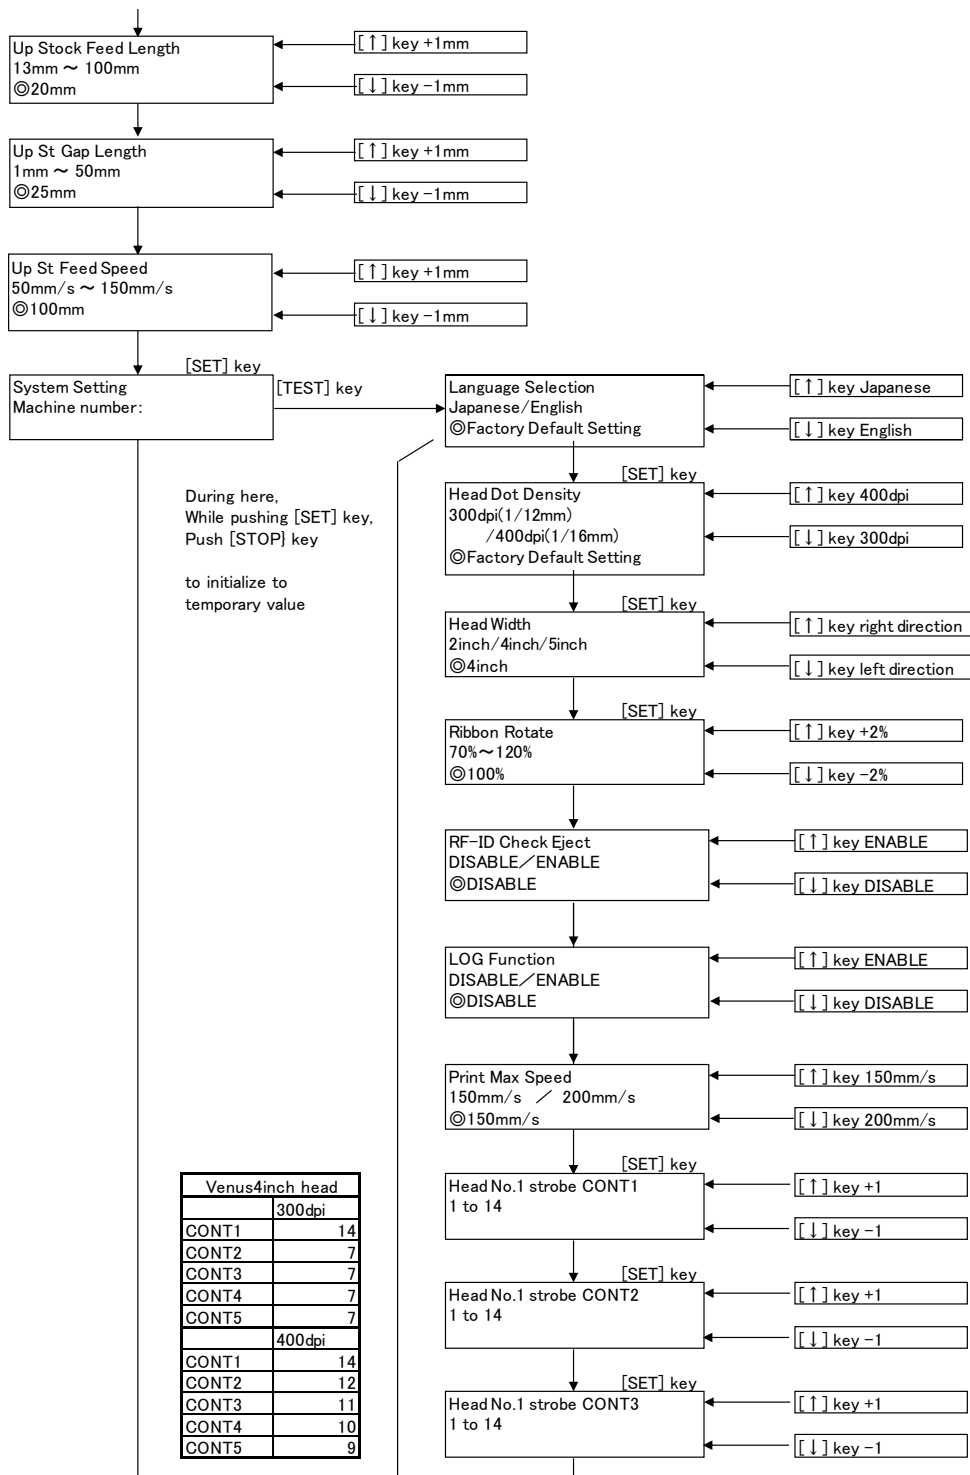 Up Stock Feed Length
13mm ～ 100mm
◎20mm
[↑] key +1mm
[↓] key −1mm
Up St Gap Length
1mm ～ 50mm
◎25mm
[↑] key +1mm
[↓] key −1mm
Up St Feed Speed
50mm/s ～ 150mm/s
◎100mm
[↑] key +1mm
[↓] key −1mm
[SET] key
System Setting
Machine number:
[TEST] key
During here,
While pushing [SET] key,
Push [STOP} key
to initialize to
temporary value
Language Selection
Japanese/English
◎Factory Default Setting
[↑] key Japanese
[↓] key English
[SET] key
Head Dot Density
300dpi(1/12mm)
/400dpi(1/16mm)
◎Factory Default Setting
[↑] key 400dpi
[↓] key 300dpi
[SET] key
Head Width
2inch/4inch/5inch
◎4inch
[↑] key right direction
[↓] key left direction
[SET] key
Ribbon Rotate
70%～120%
◎100%
[↑] key +2%
[↓] key −2%
RF-ID Check Eject
DISABLE／ENABLE
◎DISABLE
[↑] key ENABLE
[↓] key DISABLE
LOG Function
DISABLE／ENABLE
◎DISABLE
[↑] key ENABLE
[↓] key DISABLE
Print Max Speed
150mm/s ／ 200mm/s
◎150mm/s
[↑] key 150mm/s
[↓] key 200mm/s
[SET] key
Head No.1 strobe CONT1
1 to 14
[↑] key +1
[↓] key −1
[SET] key
Head No.1 strobe CONT2
1 to 14
[↑] key +1
[↓] key −1
[SET] key
Head No.1 strobe CONT3
1 to 14
[↑] key +1
[↓] key −1
Venus4inch head
300dpi
CONT1 14
CONT2 7
CONT3 7
CONT4 7
CONT5 7
400dpi
CONT1 14
CONT2 12
CONT3 11
CONT4 10
CONT5 9